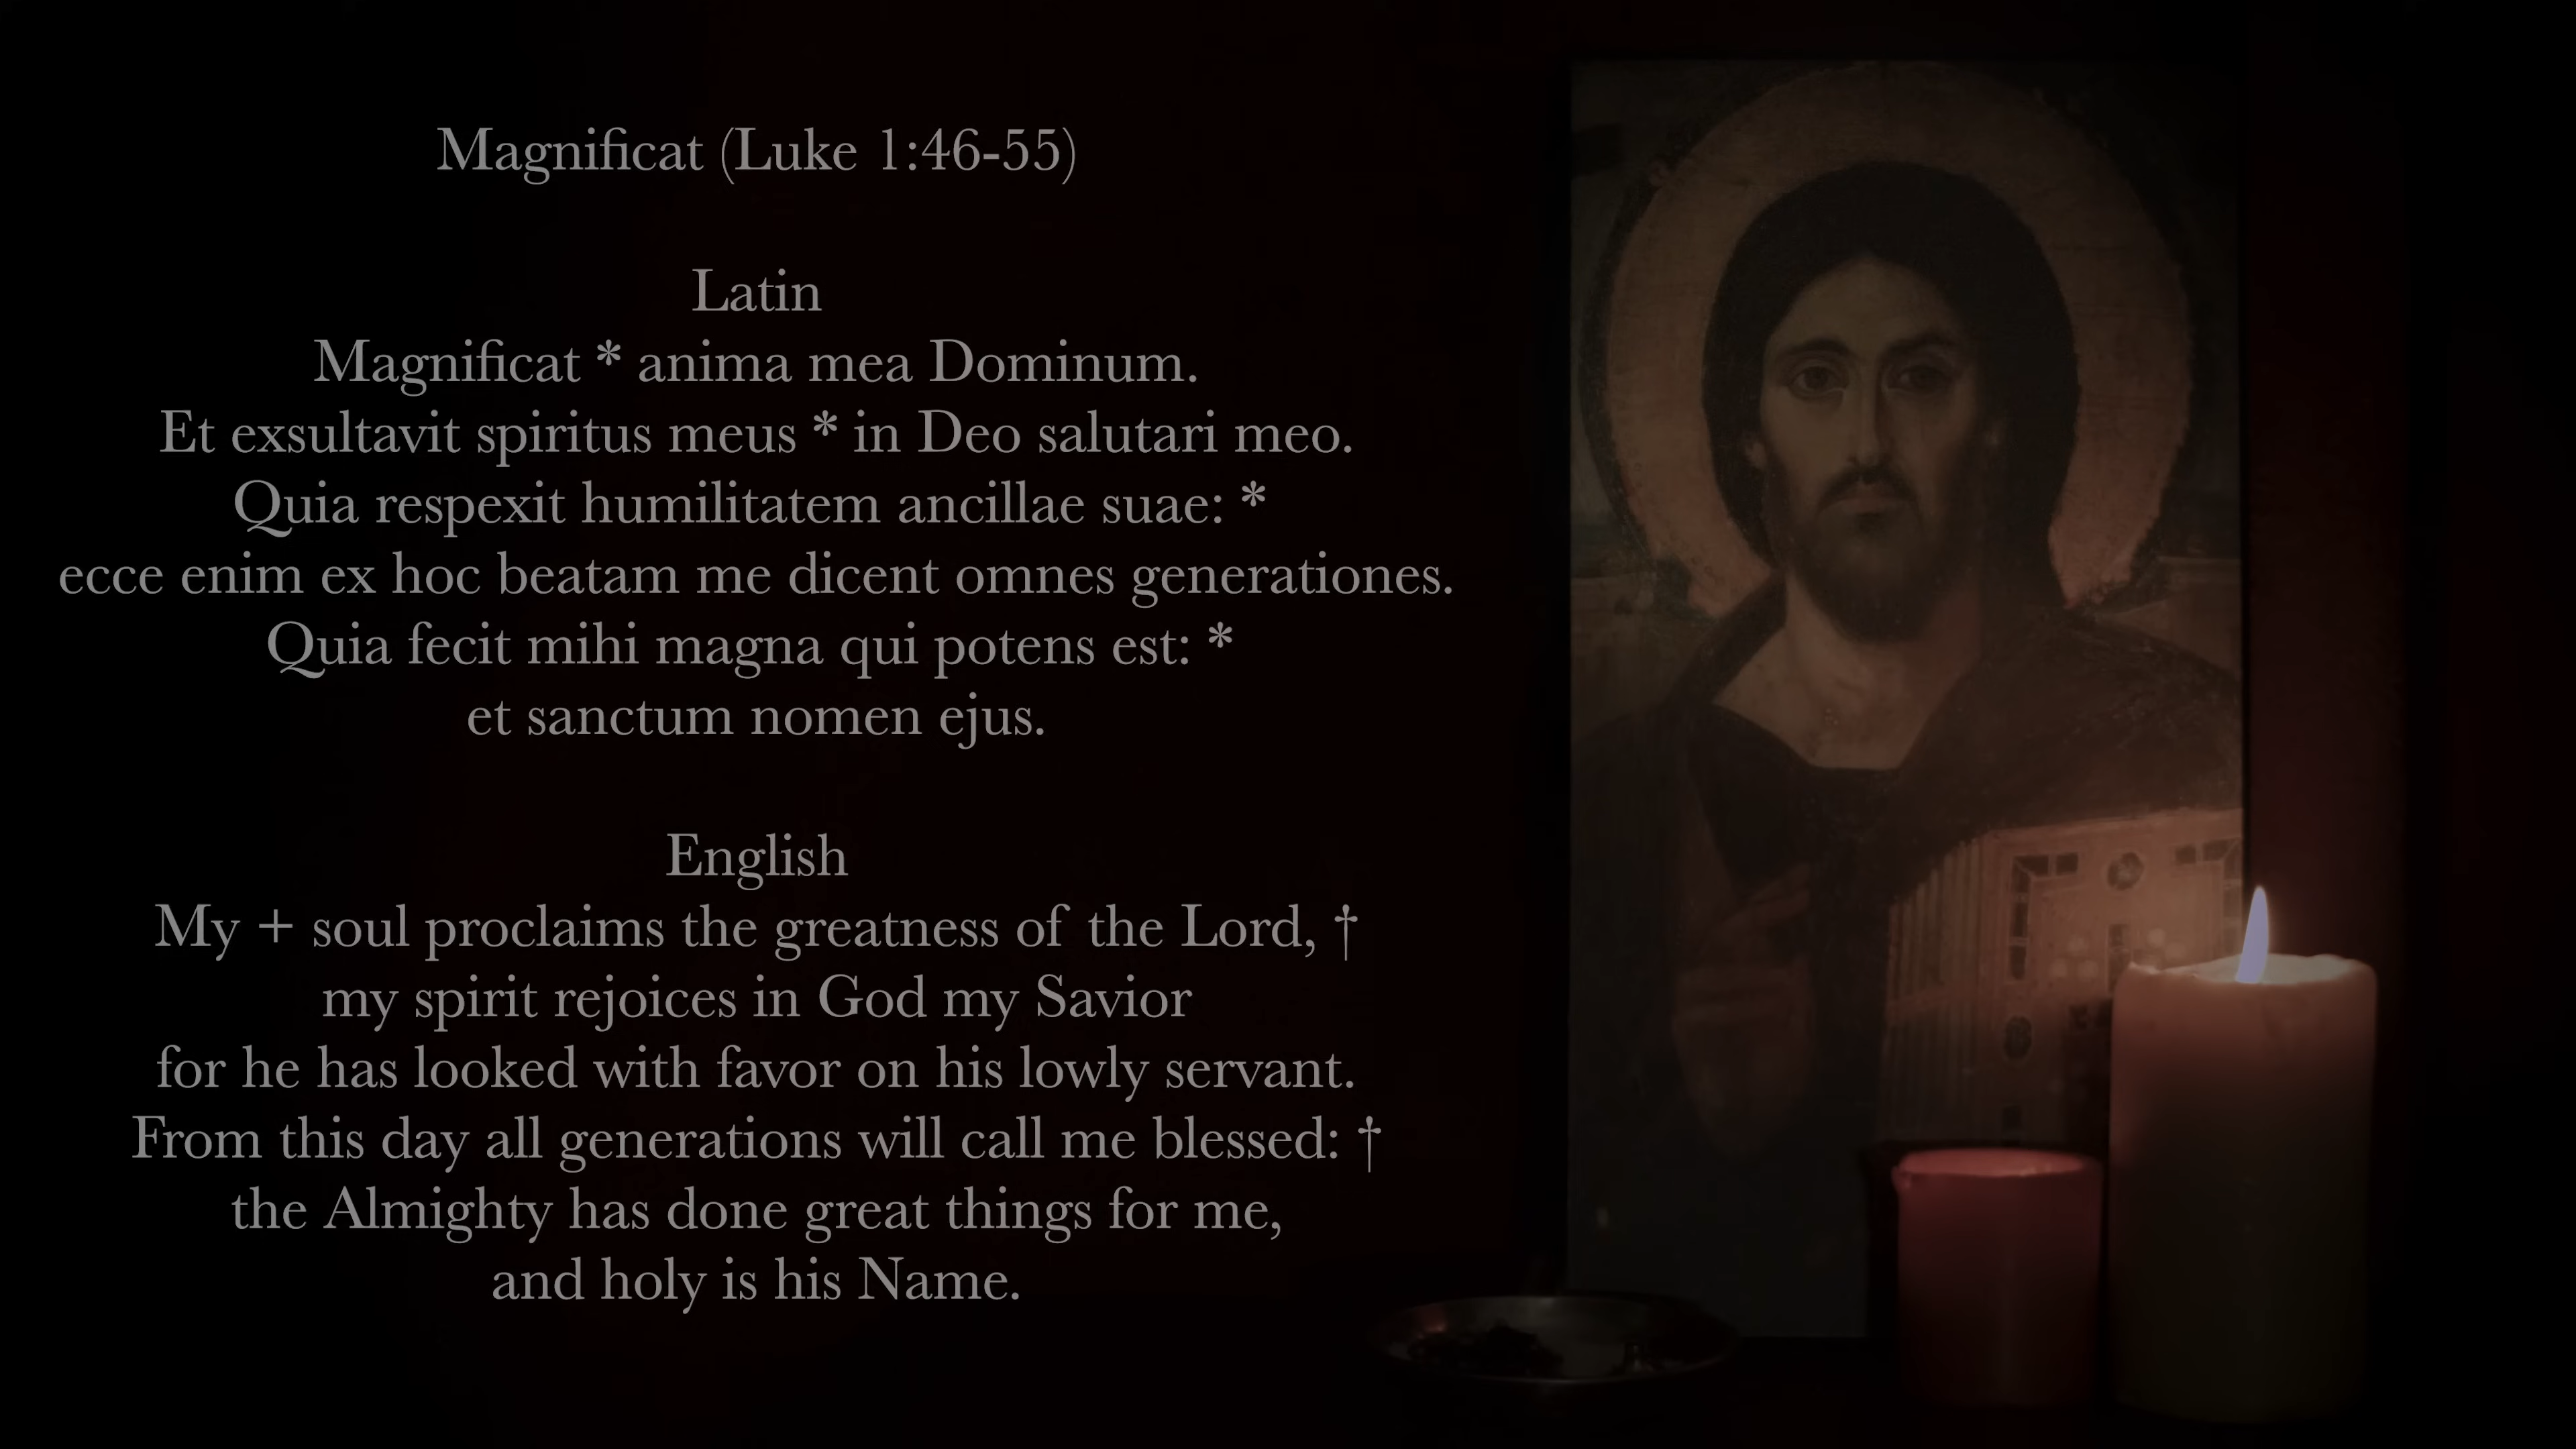 Magnificat (Luke 1:46-55)
Latin
Magnificat * anima mea Dominum.
Et exsultavit spiritus meus * in Deo salutari meo.
Quia respexit humilitatem ancillae suae: *
ecce enim ex hoc beatam me dicent omnes generationes.
Quia fecit mihi magna qui potens est: *
et sanctum nomen ejus.
English
My + soul proclaims the greatness of the Lord, †
my spirit rejoices in God my Savior
for he has looked with favor on his lowly servant.
From this day all generations will call me blessed: †
the Almighty has done great things for me,
and holy is his Name.